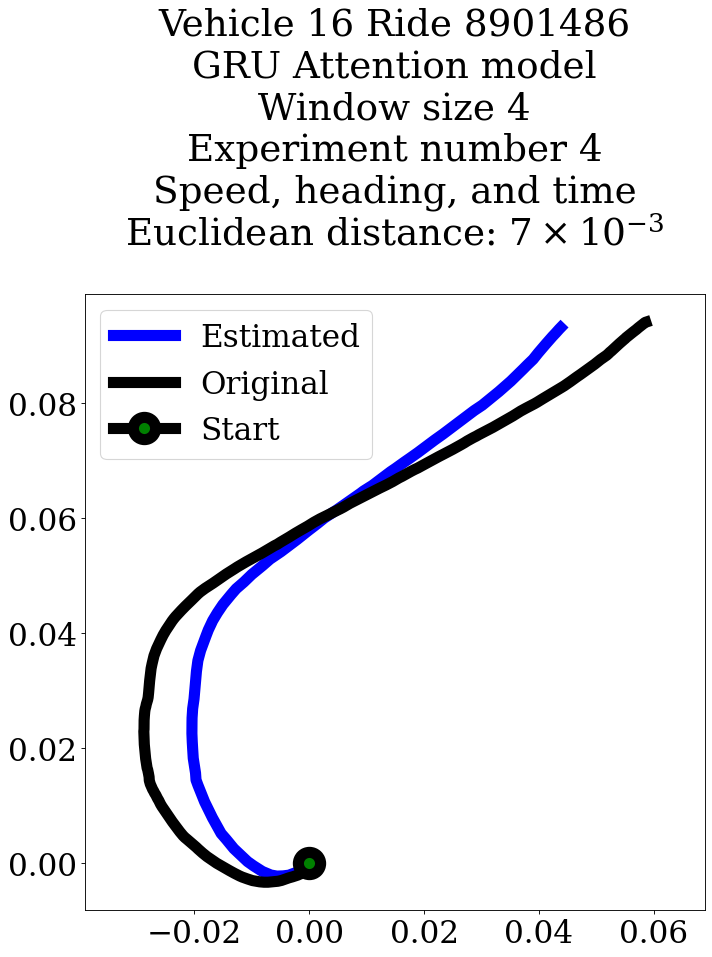 Vehicle 16 Ride 8901486
GRU Attention model
Window size 4
Experiment number 4
Speed, heading, and time
Euclidean distance: 7 × 10⁻³
Estimated
Original
Start
0.08
0.06
0.04
0.02
0.00
−0.02 0.00 0.02 0.04 0.06